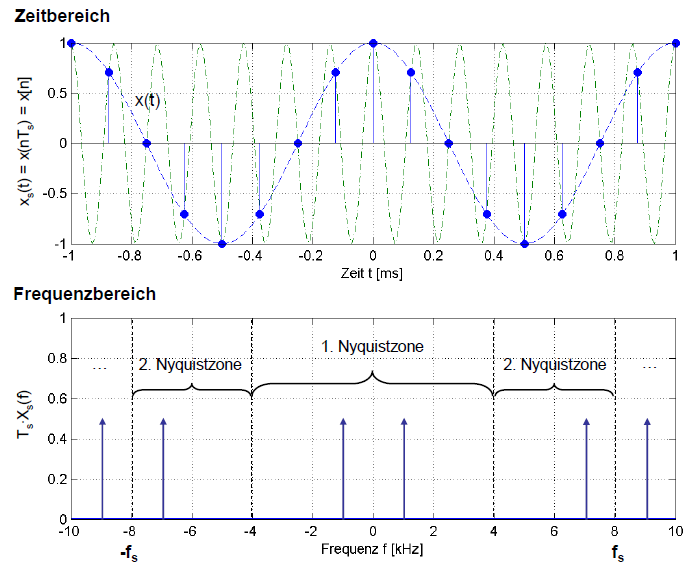 Zeitbereich
1
0.5
0
-0.5
-1
x_s(t) = x(nT_s) = x[n]
x(t)
-1 -0.8 -0.6 -0.4 -0.2 0 0.2 0.4 0.6 0.8 1
Zeit t [ms]
Frequenzbereich
1
0.8
0.6
0.4
0.2
0
T_s·X_s(f)
1. Nyquistzone
... 2. Nyquistzone 2. Nyquistzone ...
-10 -8 -6 -4 -2 0 2 4 6 8 10
-f_s Frequenz f [kHz] f_s